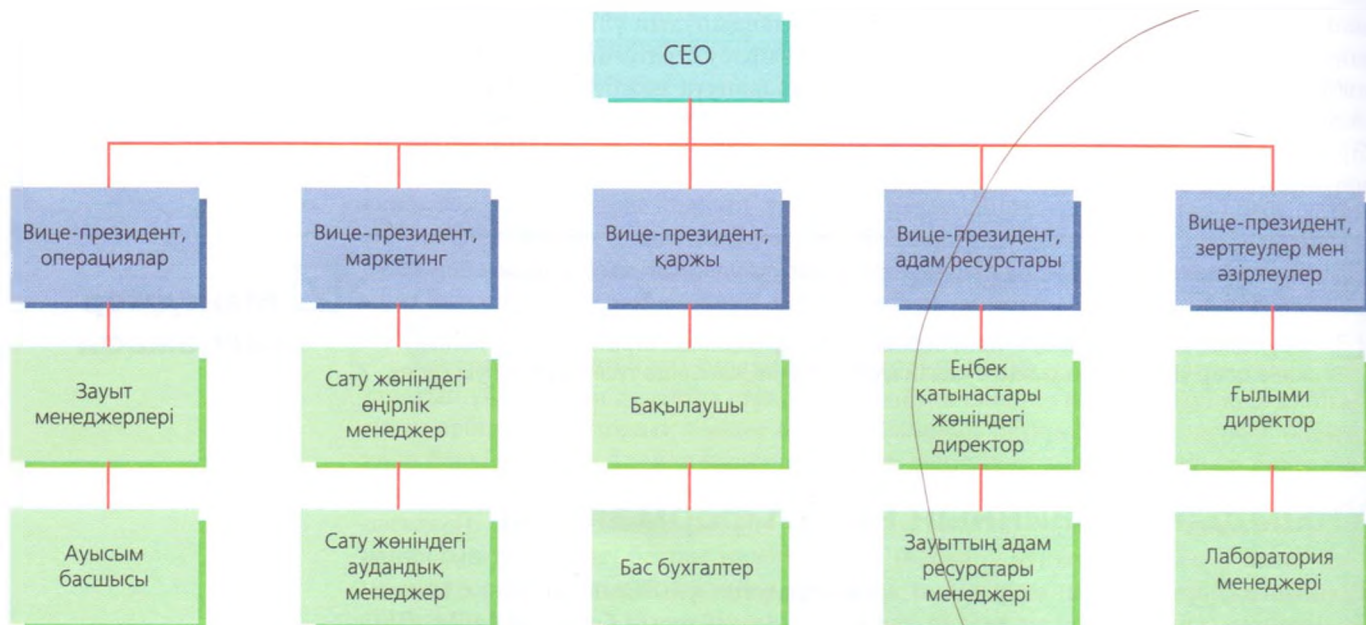 CEO
Вице-президент,
операциялар
Вице-президент,
маркетинг
Вице-президент,
қаржы
Вице-президент,
адам ресурстары
Вице-президент,
зерттеулер мен
әзірлеулер
Зауыт
менеджерлері
Сату жөніндегі
өңірлік
менеджер
Бақылаушы
Еңбек
қатынастары
жөніндегі
директор
Ғылыми
директор
Ауысым
басшысы
Сату жөніндегі
аудандық
менеджер
Бас бухгалтер
Зауыттың адам
ресурстары
менеджері
Лаборатория
менеджері